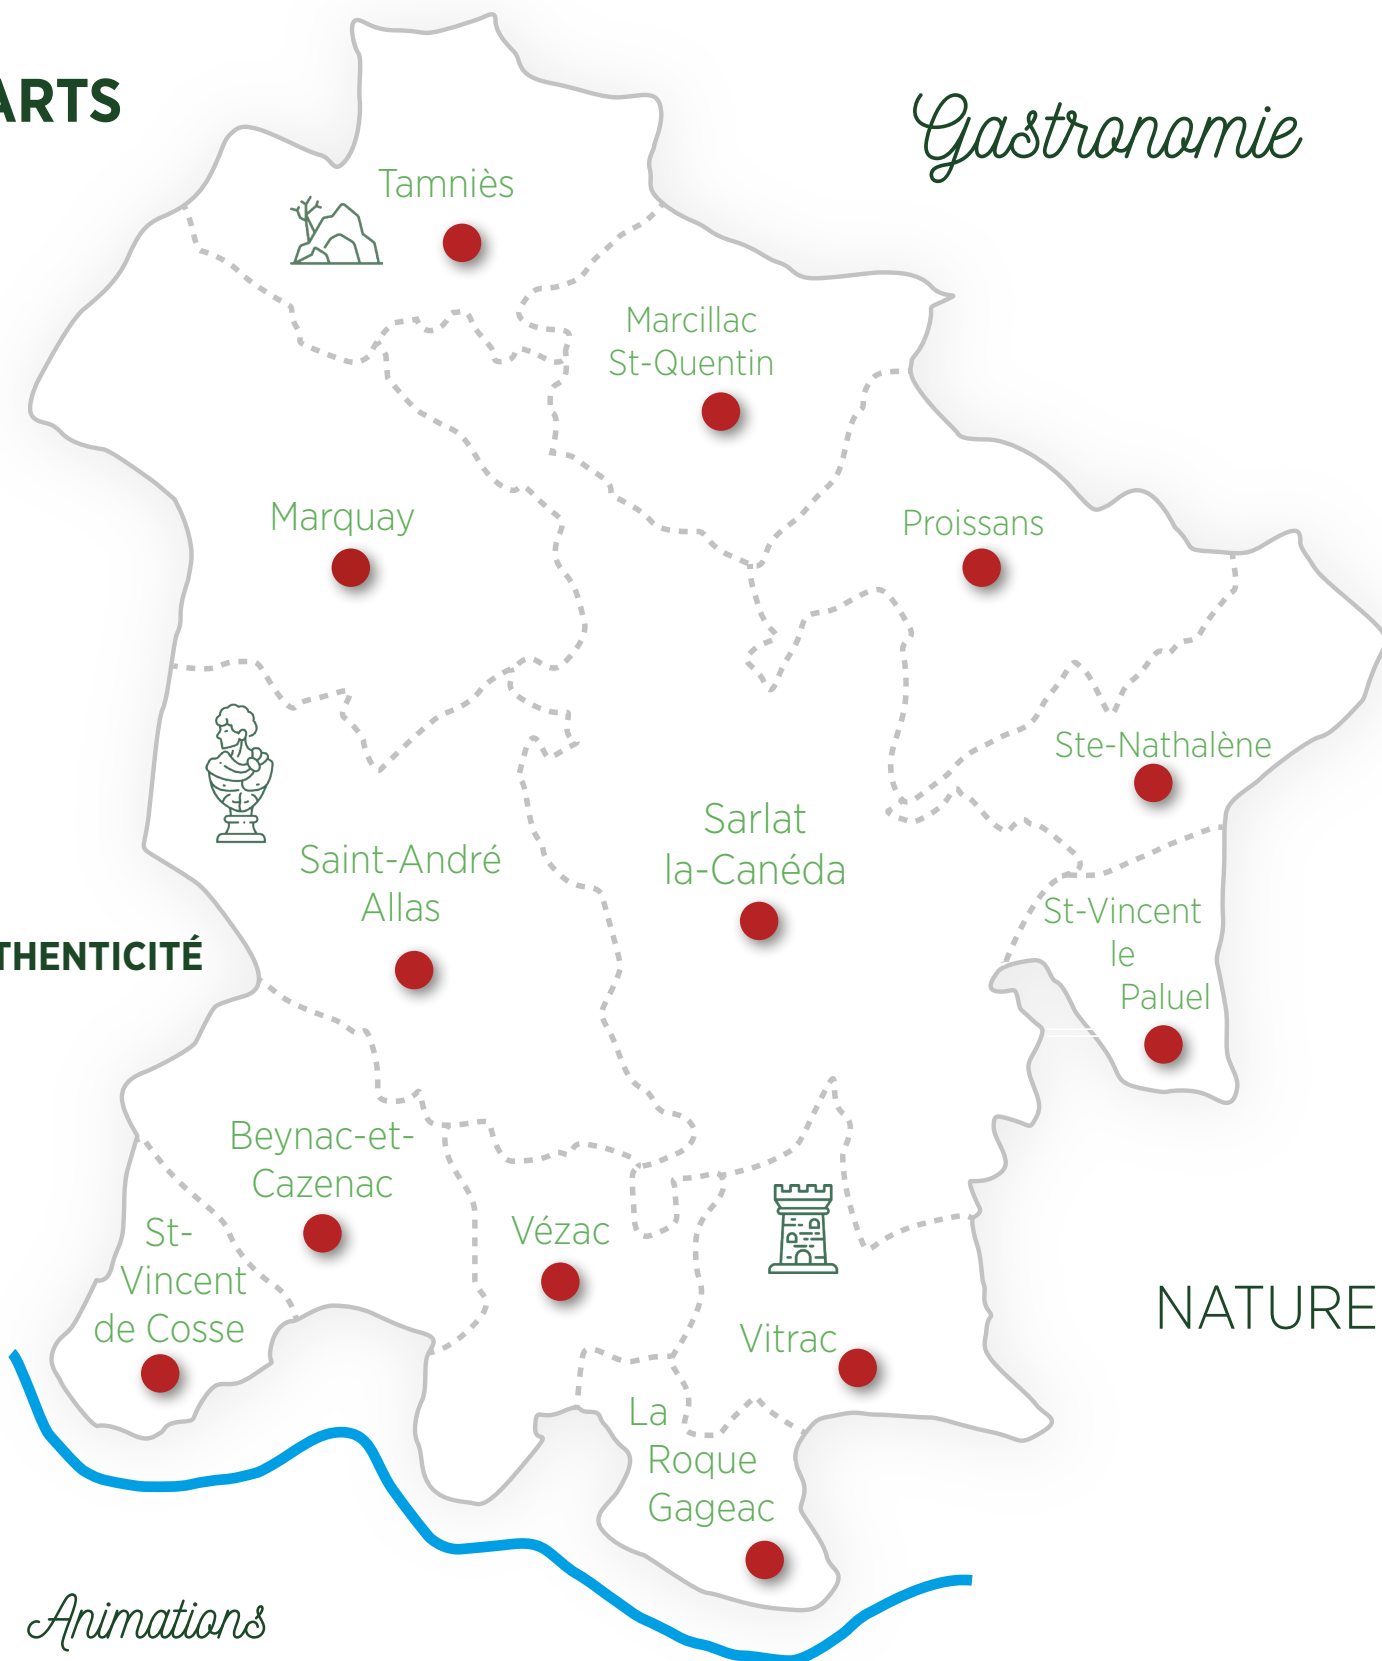 ARTS
Gastronomie
Tamniès
Marcillac
St-Quentin
Marquay
Proissans
Ste-Nathalène
Sarlat
la-Canéda
Saint-André
Allas
St-Vincent
le
Paluel
THENTICITÉ
Beynac-et-
Cazenac
St-
Vincent
de Cosse
Vézac
Vitrac
NATURE
La
Roque
Gageac
Animations